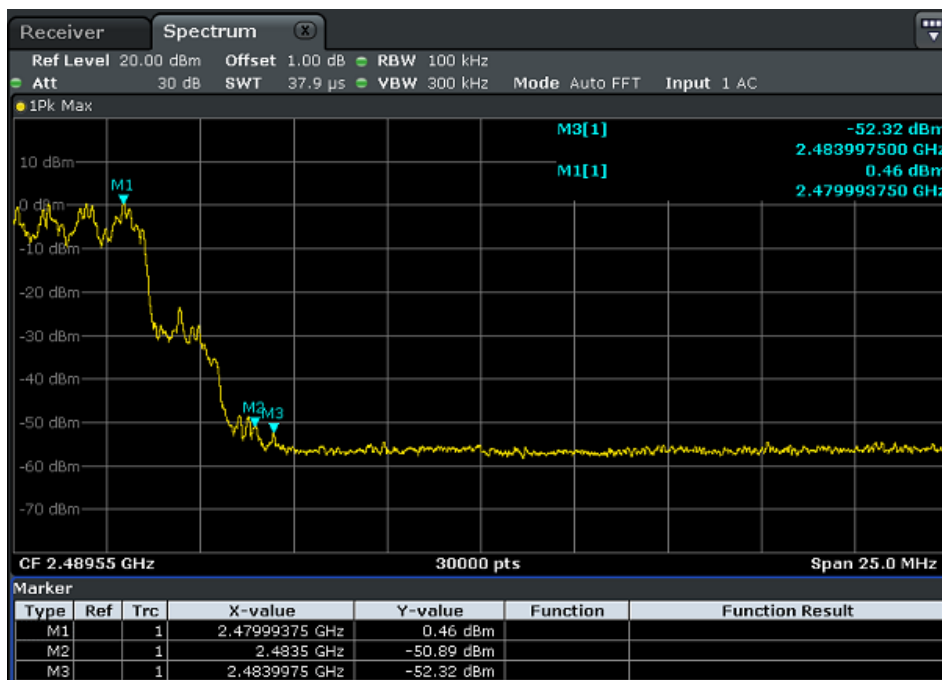 Receiver Spectrum X
Ref Level 20.00 dBm Offset 1.00 dB RBW 100 kHz
Att 30 dB SWT 37.9 µs VBW 300 kHz Mode Auto FFT Input 1 AC
1Pk Max
M3[1] -52.32 dBm
2.483997500 GHz
10 dBm M1[1] 0.46 dBm
M1 2.479993750 GHz
0 dBm
-10 dBm
-20 dBm
-30 dBm
-40 dBm
M2 M3
-50 dBm
-60 dBm
-70 dBm
CF 2.48955 GHz 30000 pts Span 25.0 MHz
Marker
Type Ref Trc X-value Y-value Function Function Result
M1 1 2.47999375 GHz 0.46 dBm
M2 1 2.4835 GHz -50.89 dBm
M3 1 2.4839975 GHz -52.32 dBm